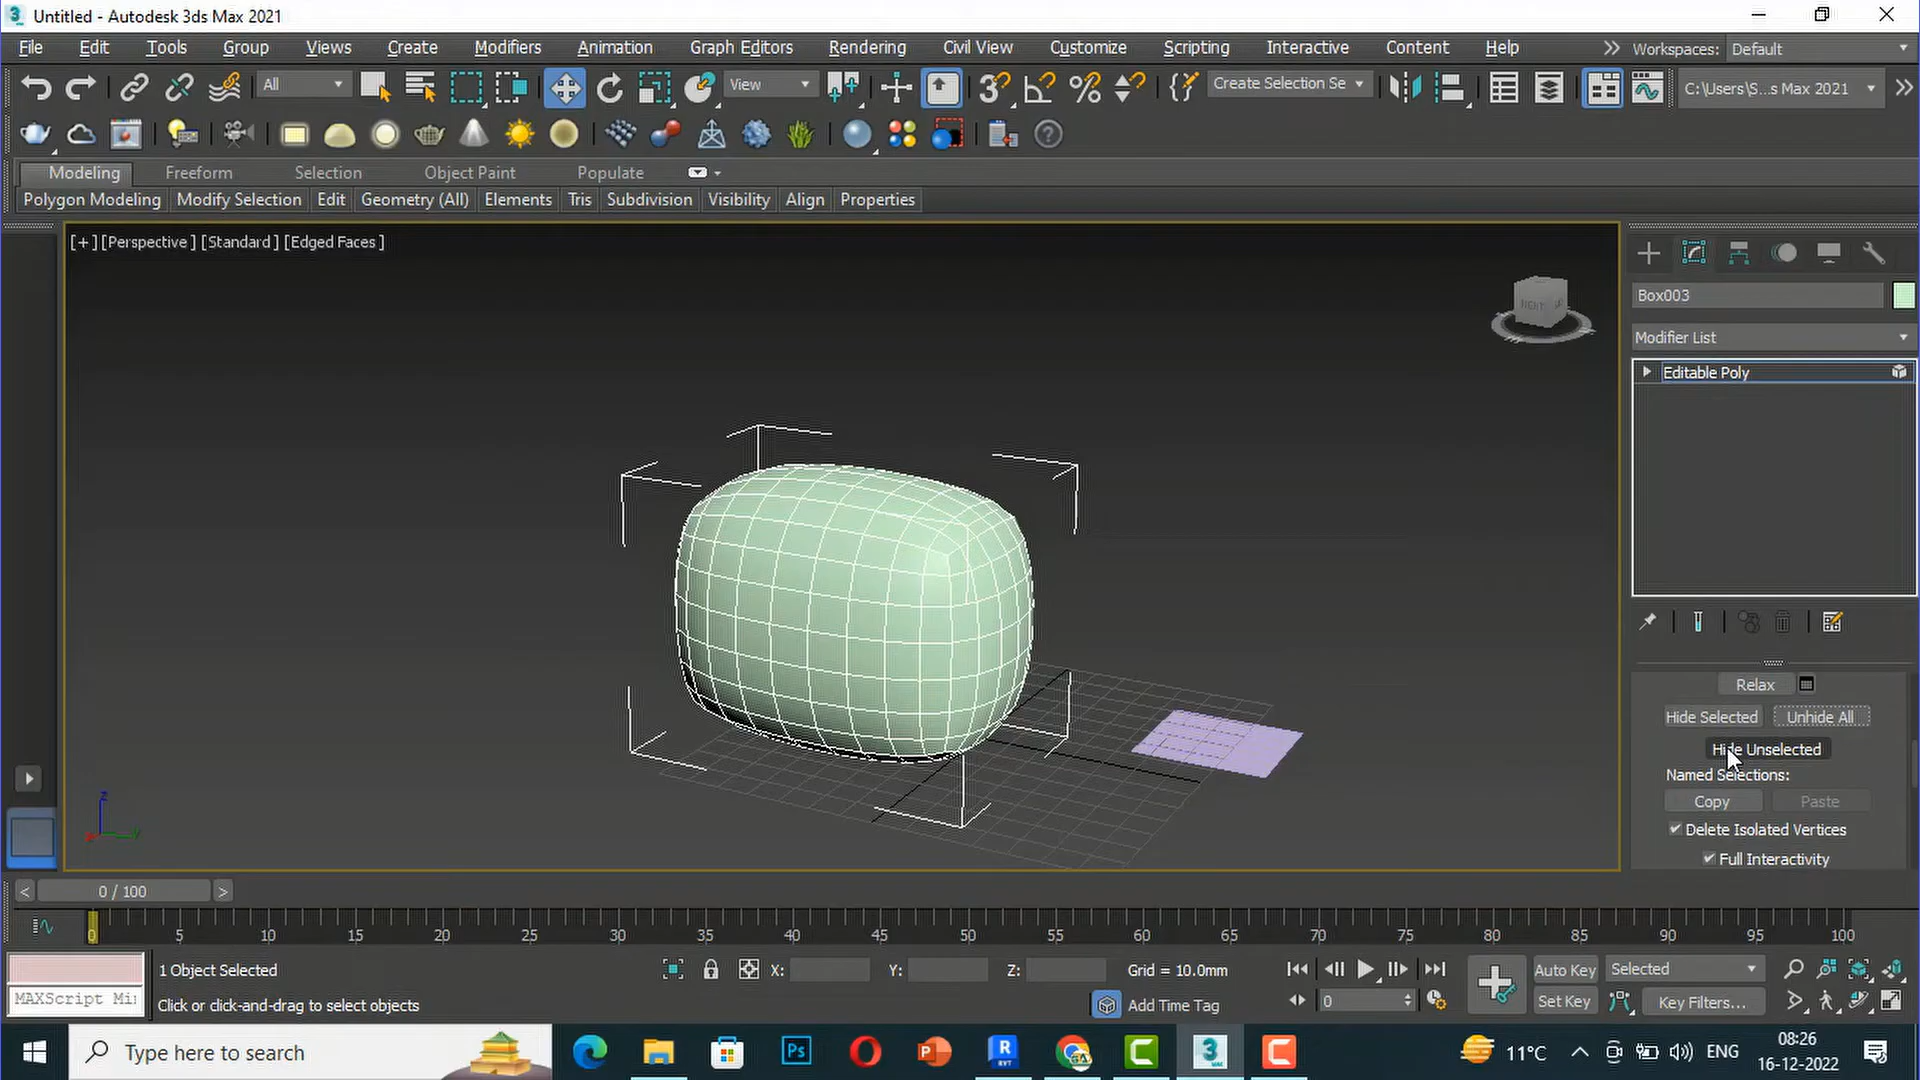 Untitled - Autodesk 3ds Max 2021
File Edit Tools Group Views Create Modifiers Animation Graph Editors Rendering Civil View Customize Scripting Interactive Content Help Workspaces: Default
All View Create Selection Se C:\Users\S...s Max 2021
Modeling Freeform Selection Object Paint Populate
Polygon Modeling Modify Selection Edit Geometry (All) Elements Tris Subdivision Visibility Align Properties
[+] [Perspective ] [Standard ] [Edged Faces ]
Box003
Modifier List
Editable Poly
Relax
Hide Selected Unhide All
Hide Unselected
Named Selections:
Copy Paste
Delete Isolated Vertices
Full Interactivity
z
x y
< 0 / 100 >
0 5 10 15 20 25 30 35 40 45 50 55 60 65 70 75 80 85 90 95 100
1 Object Selected X: Y: Z: Grid = 10.0mm Auto Key Selected
MAXScript Mi
Click or click-and-drag to select objects Add Time Tag 0 Set Key Key Filters...
Type here to search 11°C ENG
08:26
16-12-2022